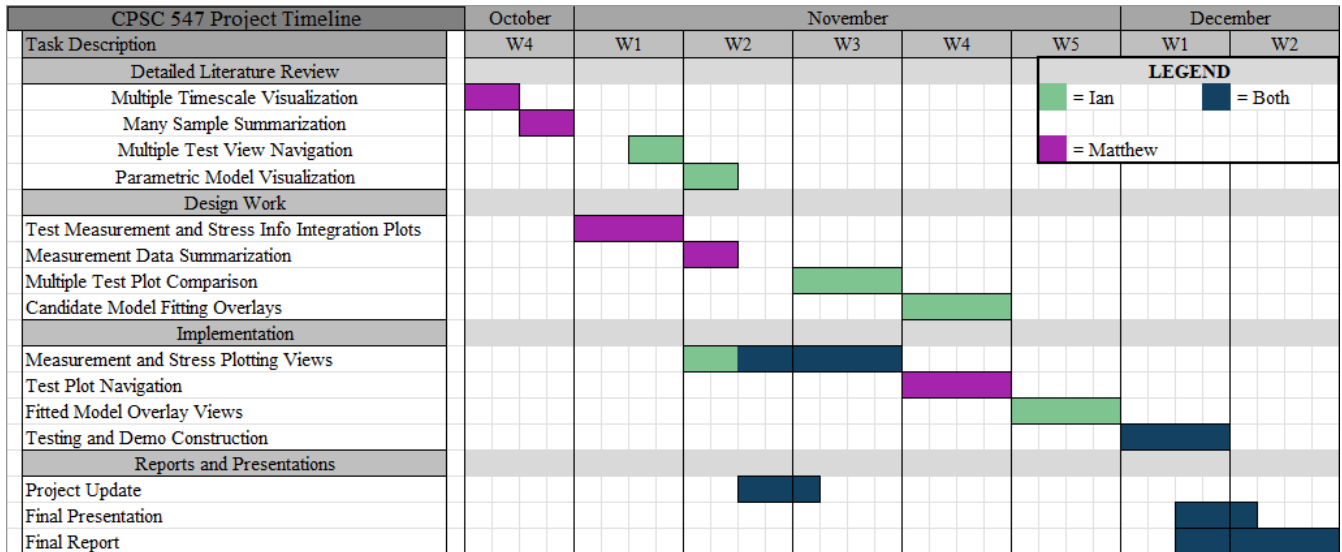 CPSC 547 Project Timeline October November December
Task Description W4 W1 W2 W3 W4 W5 W1 W2
Detailed Literature Review
LEGEND
Multiple Timescale Visualization
= Ian = Both
Many Sample Summarization
Multiple Test View Navigation
= Matthew
Parametric Model Visualization
Design Work
Test Measurement and Stress Info Integration Plots
Measurement Data Summarization
Multiple Test Plot Comparison
Candidate Model Fitting Overlays
Implementation
Measurement and Stress Plotting Views
Test Plot Navigation
Fitted Model Overlay Views
Testing and Demo Construction
Reports and Presentations
Project Update
Final Presentation
Final Report